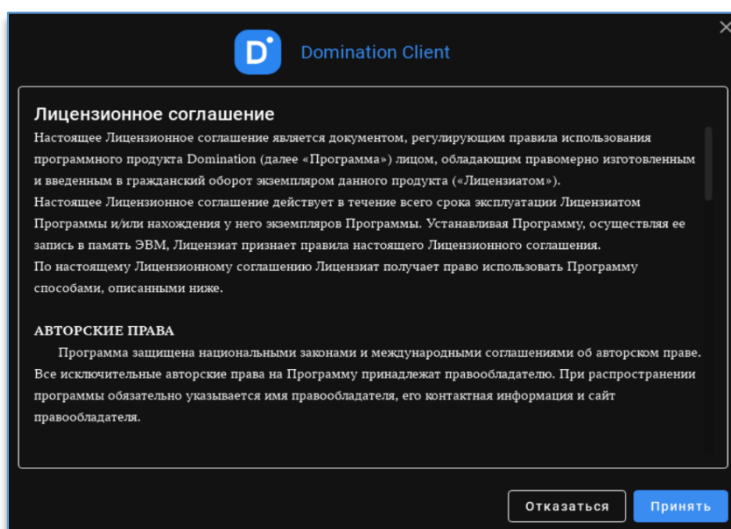 Domination Client
Лицензионное соглашение
Настоящее Лицензионное соглашение является документом, регулирующим правила использования
программного продукта Domination (далее «Программа») лицом, обладающим правомерно изготовленным
и введенным в гражданский оборот экземпляром данного продукта («Лицензиатом»).
Настоящее Лицензионное соглашение действует в течение всего срока эксплуатации Лицензиатом
Программы и/или нахождения у него экземпляров Программы. Устанавливая Программу, осуществляя ее
запись в память ЭВМ, Лицензиат признает правила настоящего Лицензионного соглашения.
По настоящему Лицензионному соглашению Лицензиат получает право использовать Программу
способами, описанными ниже.
АВТОРСКИЕ ПРАВА
Программа защищена национальными законами и международными соглашениями об авторском праве.
Все исключительные авторские права на Программу принадлежат правообладателю. При распространении
программы обязательно указывается имя правообладателя, его контактная информация и сайт
правообладателя.
Отказаться Принять